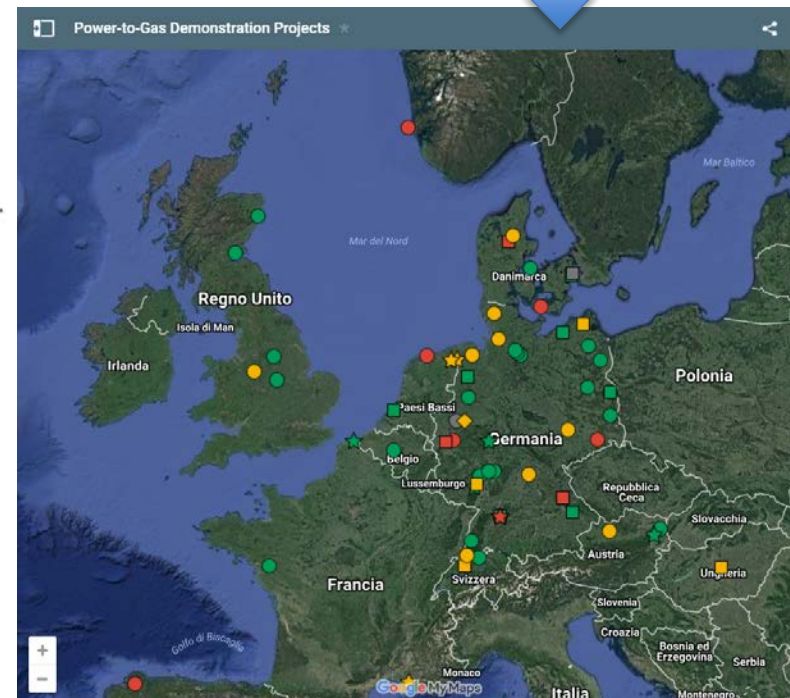 Power-to-Gas Demonstration Projects
Mar Baltico
Mar del Nord
Danimarca
Regno Unito
Isola di Man
Irlanda
Polonia
Paesi Bassi
Germania
Belgio
Lussemburgo
Repubblica
Ceca
Slovacchia
Austria
Ungheria
Francia
Svizzera
Slovenia
Croazia
Golfo di Biscaglia
Bosnia ed
Erzegovina
Serbia
Monaco
+
−
Google My Maps
Italia
Montenegro